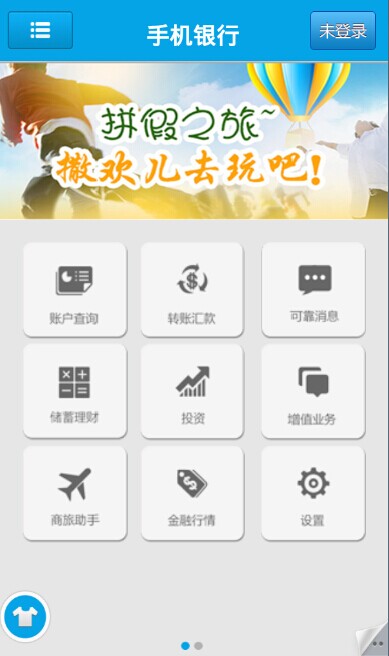 手机银行
未登录
拼假之旅~
撒欢儿去玩吧!
账户查询
转账汇款
可靠消息
储蓄理财
投资
增值业务
商旅助手
金融行情
设置